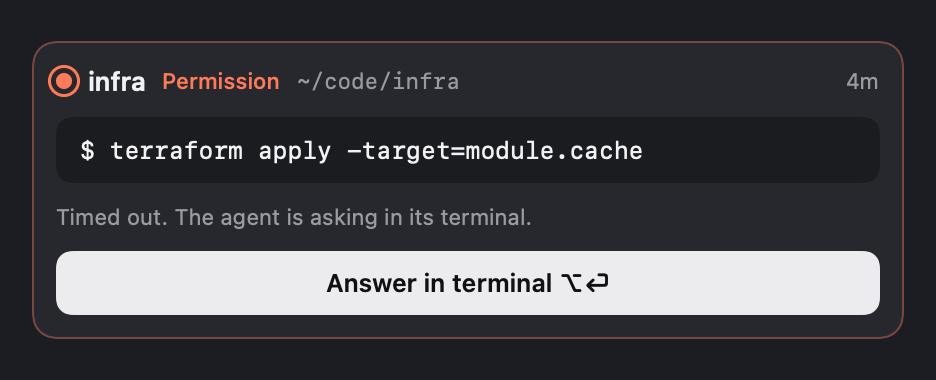 infra Permission ~/code/infra 4m
$ terraform apply -target=module.cache
Timed out. The agent is asking in its terminal.
Answer in terminal ⌥↩